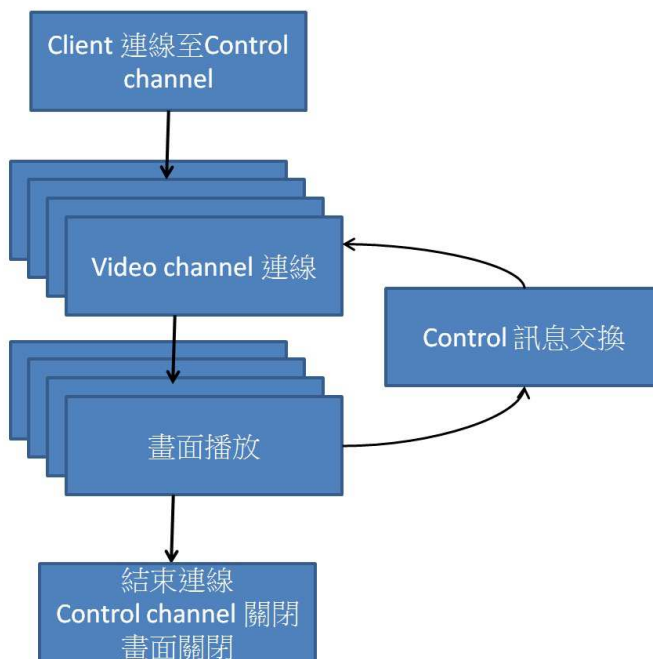 Client 連線至Control
channel
Video channel 連線
Control 訊息交換
畫面播放
結束連線
Control channel 關閉
畫面關閉